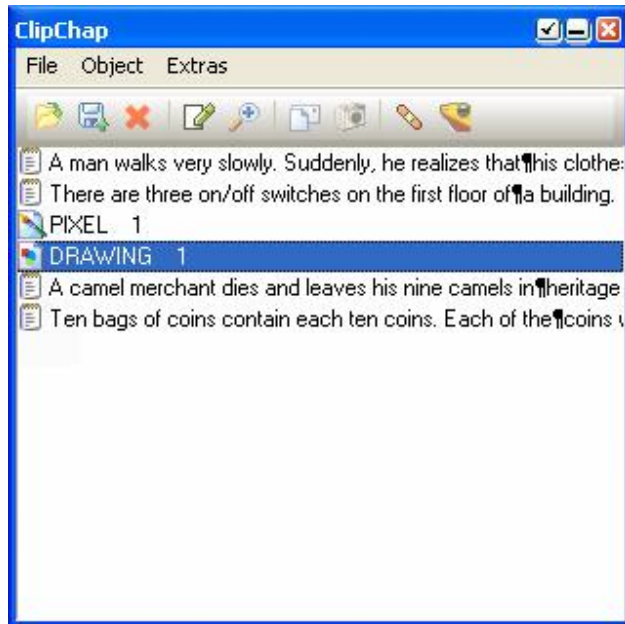 ClipChap
File Object Extras
A man walks very slowly. Suddenly, he realizes that¶his clothes
There are three on/off switches on the first floor of¶a building.
PIXEL 1
DRAWING 1
A camel merchant dies and leaves his nine camels in¶heritage
Ten bags of coins contain each ten coins. Each of the¶coins